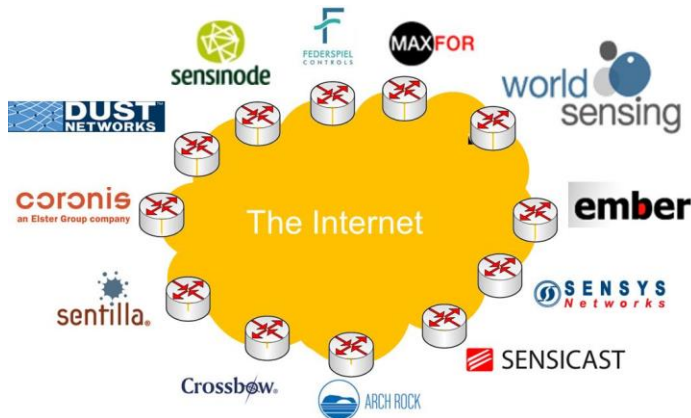 sensinode
FEDERSPIEL
CONTROLS
MAXFOR
world
sensing
DUST
NETWORKS
coronis
an Elster Group company
The Internet
ember
sentilla.
SENSYS
Networks
SENSICAST
Crossbow.
ARCH ROCK